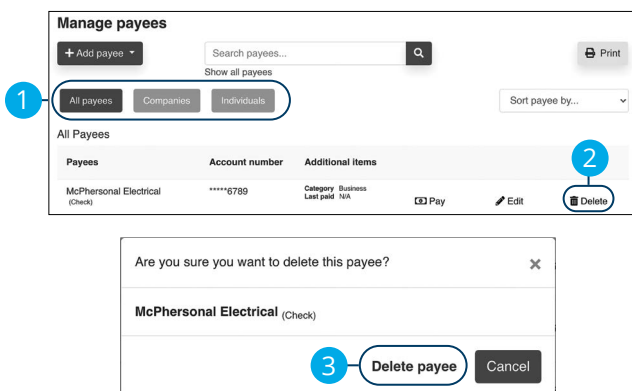 Manage payees
+ Add payee
Search payees...
Print
Show all payees
1
All payees
Companies
Individuals
Sort payee by...
All Payees
2
Payees
Account number
Additional items
McPhersonal Electrical
(Check)
*****6789
Category Business
Last paid N/A
Pay
Edit
Delete
Are you sure you want to delete this payee?
×
McPhersonal Electrical (Check)
3
Delete payee
Cancel